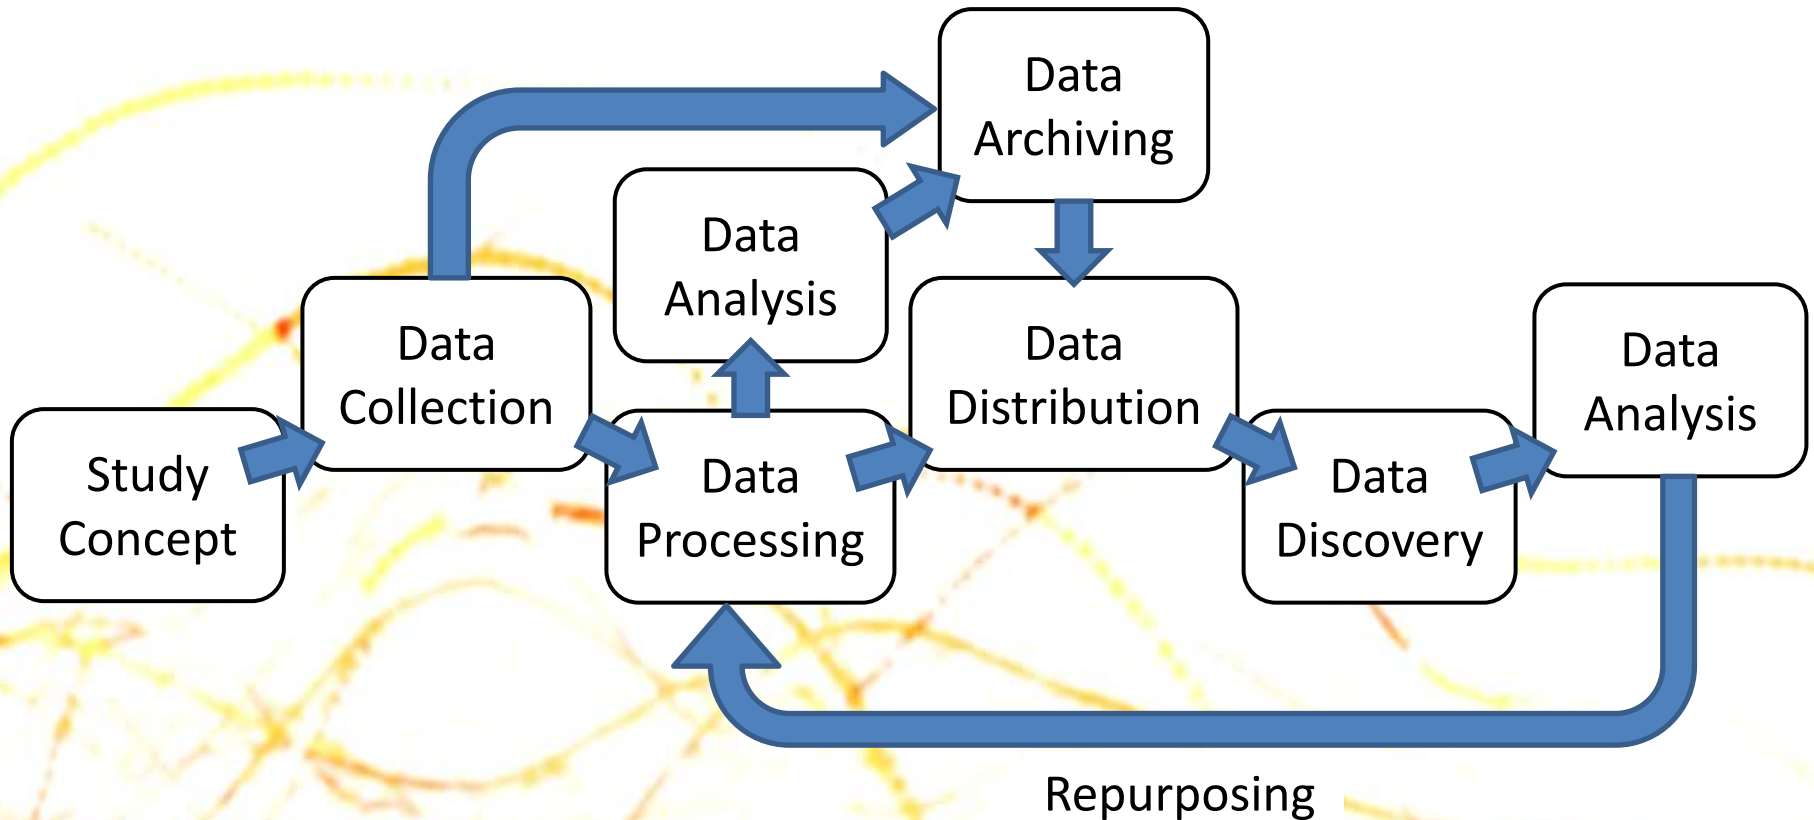 Data
Archiving
Data
Analysis
Data
Collection
Data
Distribution
Data
Analysis
Study
Concept
Data
Processing
Data
Discovery
Repurposing